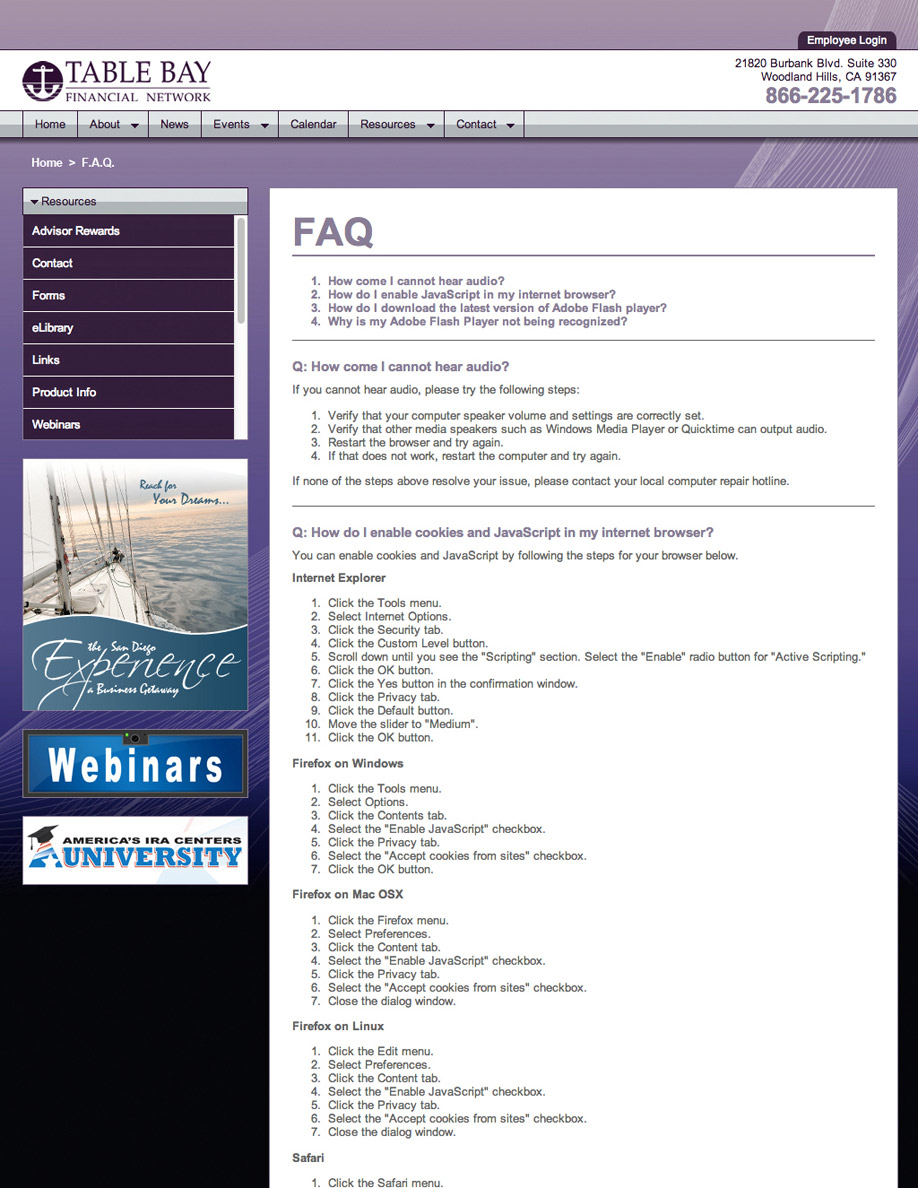 Employee Login
TABLE BAY
FINANCIAL NETWORK
21820 Burbank Blvd. Suite 330
Woodland Hills, CA 91367
866-225-1786
Home About News Events Calendar Resources Contact
Home > F.A.Q.
Resources
Advisor Rewards
Contact
Forms
eLibrary
Links
Product Info
Webinars
Reach for
Your Dreams...
the San Diego
Experience
a Business Getaway
Webinars
AMERICA'S IRA CENTERS
UNIVERSITY
FAQ
1. How come I cannot hear audio?
2. How do I enable JavaScript in my internet browser?
3. How do I download the latest version of Adobe Flash player?
4. Why is my Adobe Flash Player not being recognized?
Q: How come I cannot hear audio?
If you cannot hear audio, please try the following steps:
1. Verify that your computer speaker volume and settings are correctly set.
2. Verify that other media speakers such as Windows Media Player or Quicktime can output audio.
3. Restart the browser and try again.
4. If that does not work, restart the computer and try again.
If none of the steps above resolve your issue, please contact your local computer repair hotline.
Q: How do I enable cookies and JavaScript in my internet browser?
You can enable cookies and JavaScript by following the steps for your browser below.
Internet Explorer
1. Click the Tools menu.
2. Select Internet Options.
3. Click the Security tab.
4. Click the Custom Level button.
5. Scroll down until you see the "Scripting" section. Select the "Enable" radio button for "Active Scripting."
6. Click the OK button.
7. Click the Yes button in the confirmation window.
8. Click the Privacy tab.
9. Click the Default button.
10. Move the slider to "Medium".
11. Click the OK button.
Firefox on Windows
1. Click the Tools menu.
2. Select Options.
3. Click the Contents tab.
4. Select the "Enable JavaScript" checkbox.
5. Click the Privacy tab.
6. Select the "Accept cookies from sites" checkbox.
7. Click the OK button.
Firefox on Mac OSX
1. Click the Firefox menu.
2. Select Preferences.
3. Click the Content tab.
4. Select the "Enable JavaScript" checkbox.
5. Click the Privacy tab.
6. Select the "Accept cookies from sites" checkbox.
7. Close the dialog window.
Firefox on Linux
1. Click the Edit menu.
2. Select Preferences.
3. Click the Content tab.
4. Select the "Enable JavaScript" checkbox.
5. Click the Privacy tab.
6. Select the "Accept cookies from sites" checkbox.
7. Close the dialog window.
Safari
1. Click the Safari menu.